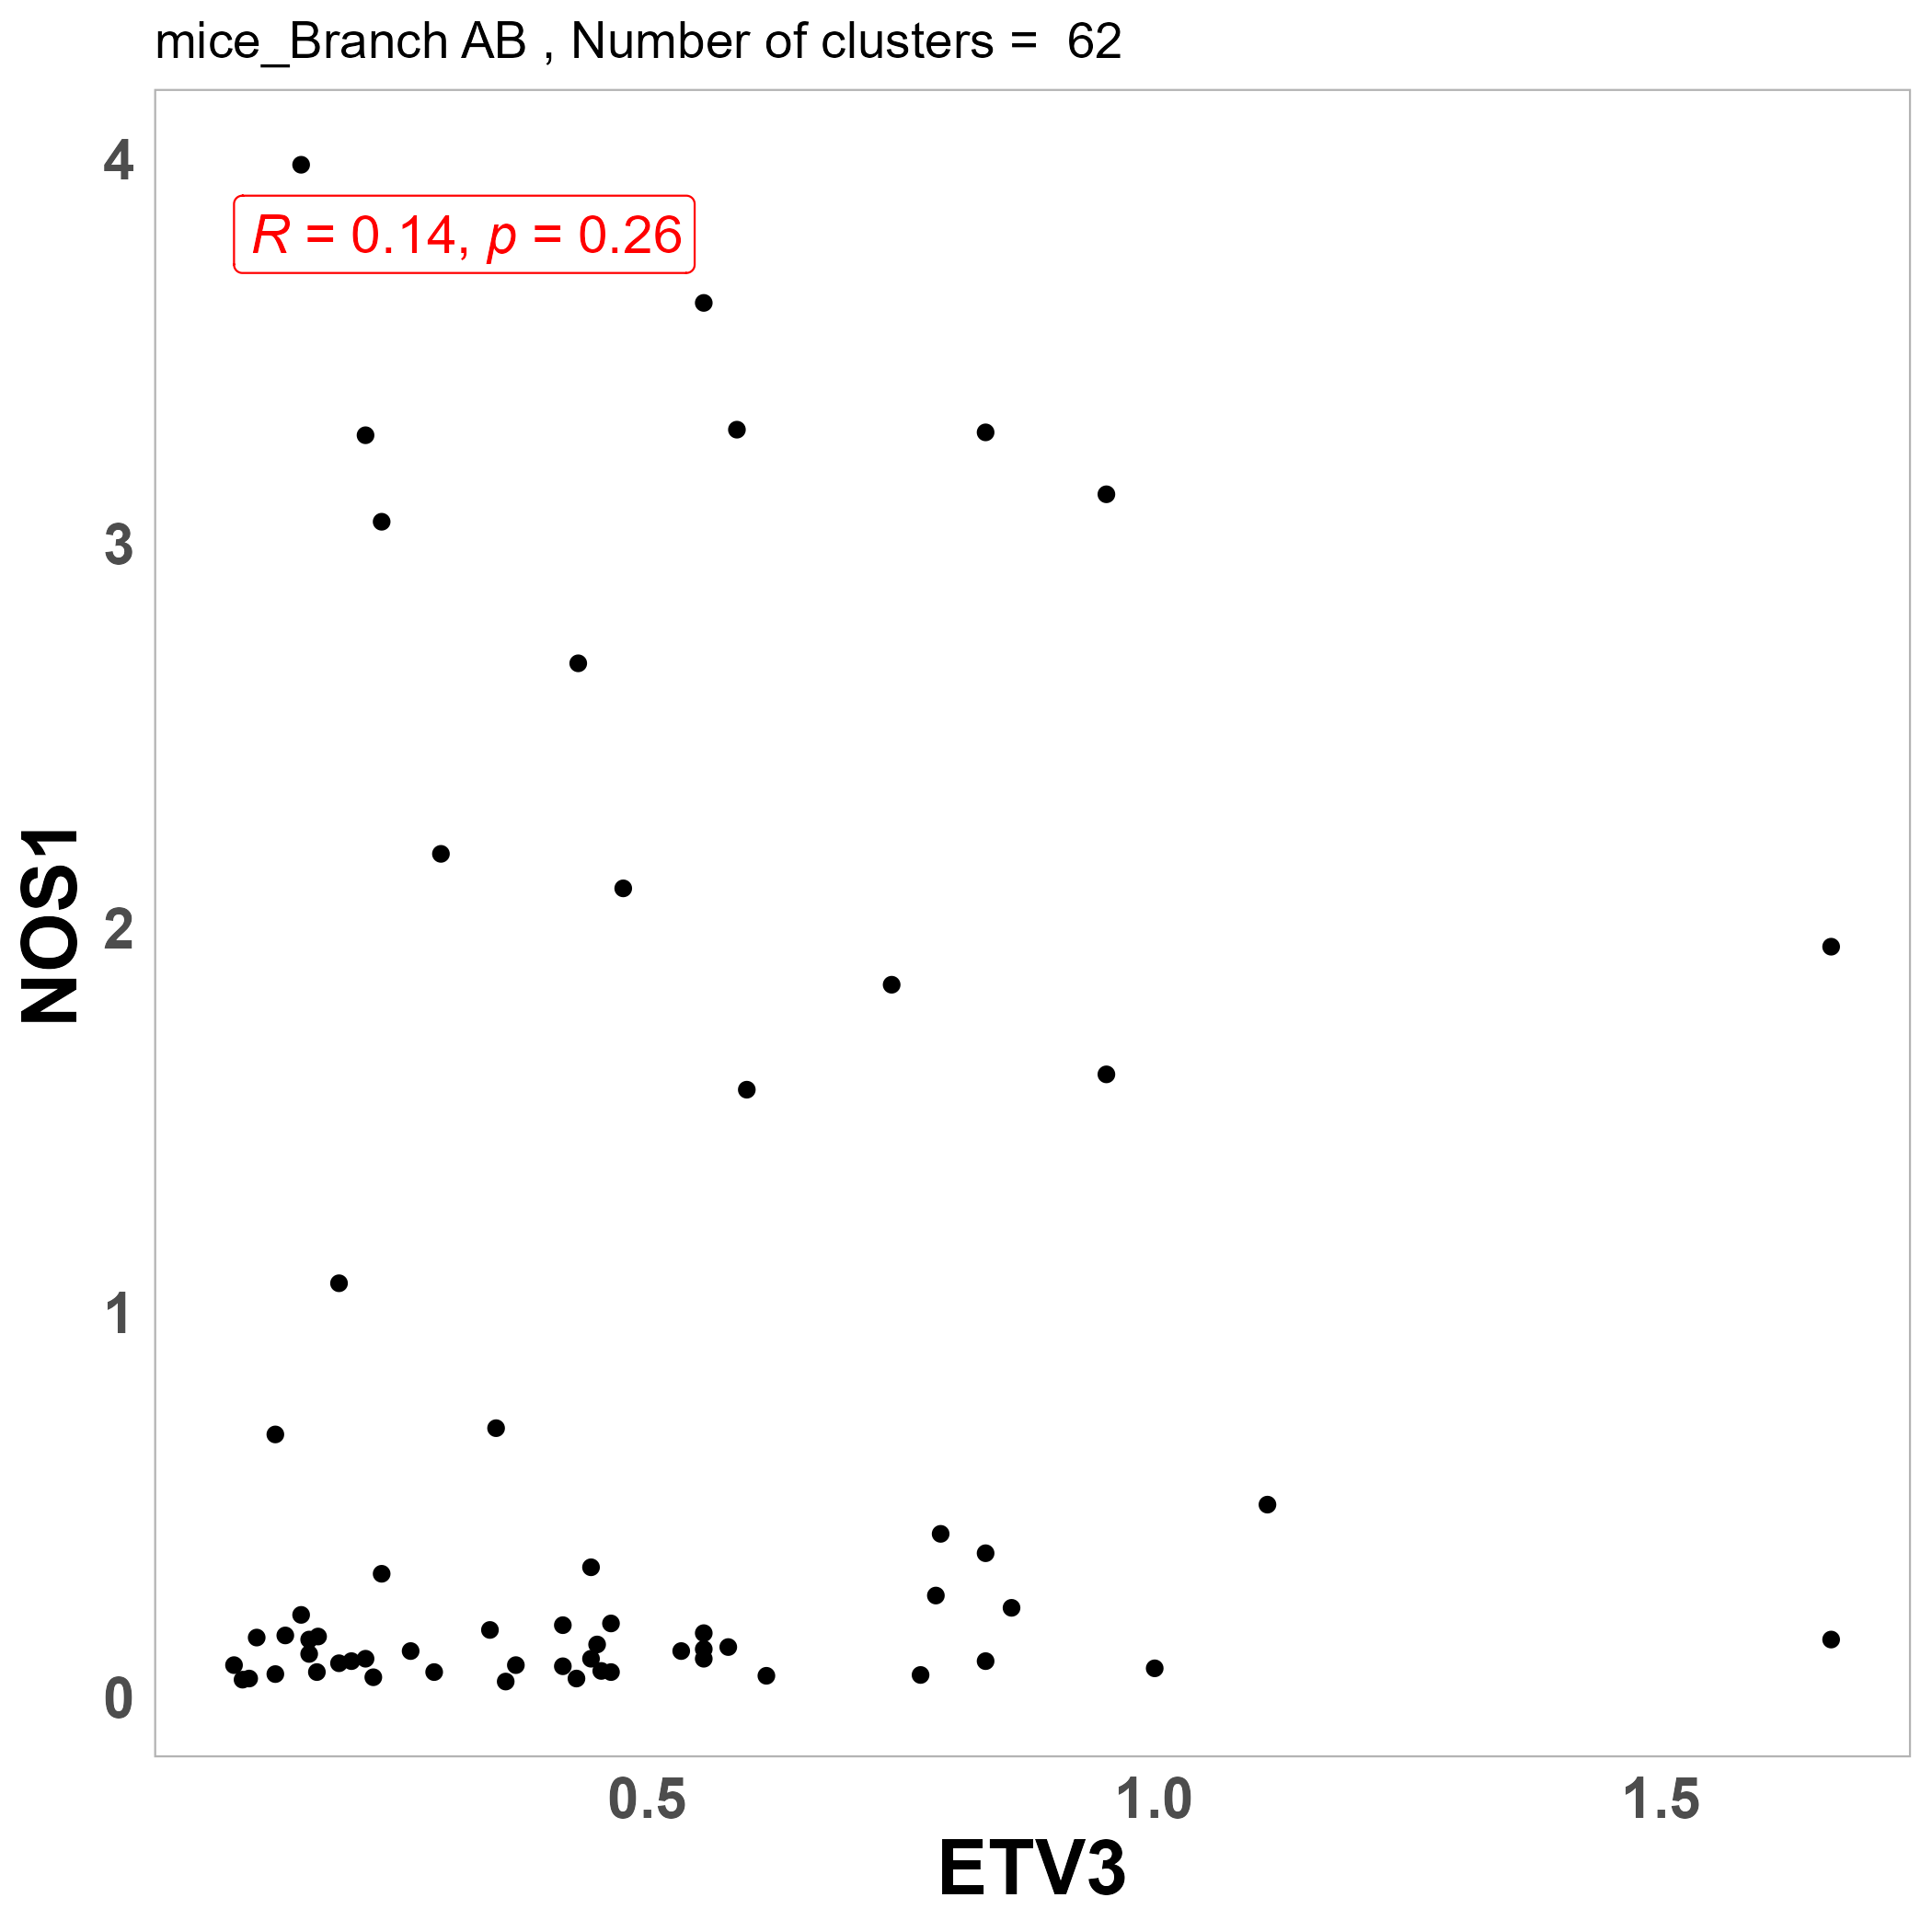 mice_Branch AB , Number of clusters =  62
4
R = 0.14, p = 0.26
3
NOS1
2
1
0
0.5 1.0 1.5
ETV3